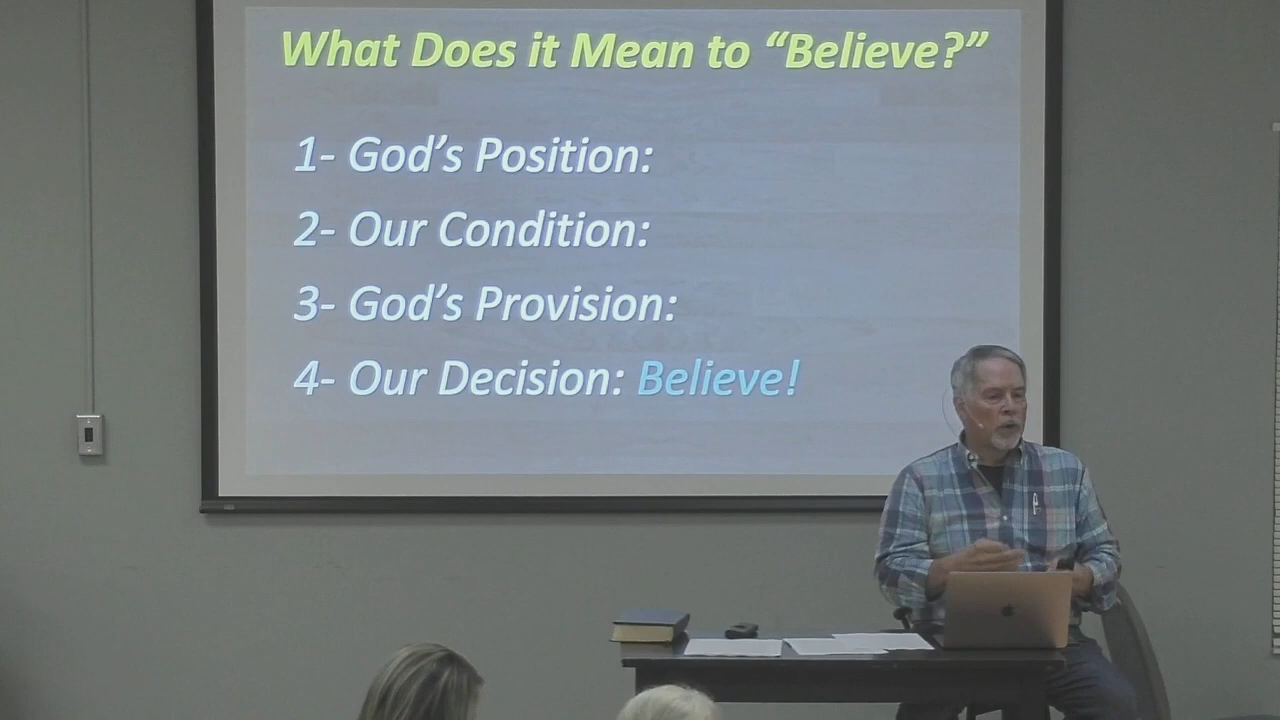 What Does it Mean to “Believe?”
1- God’s Position:
2- Our Condition:
3- God’s Provision:
4- Our Decision: Believe!